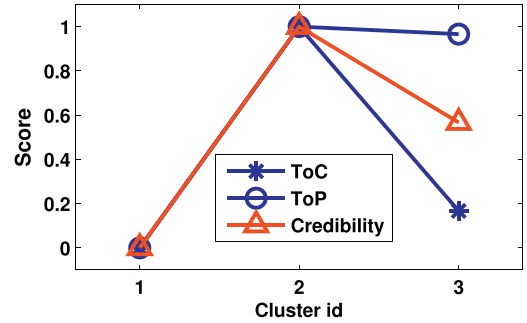 Score
1
0.8
0.6
0.4
0.2
0
ToC
ToP
Credibility
1 2 3
Cluster id